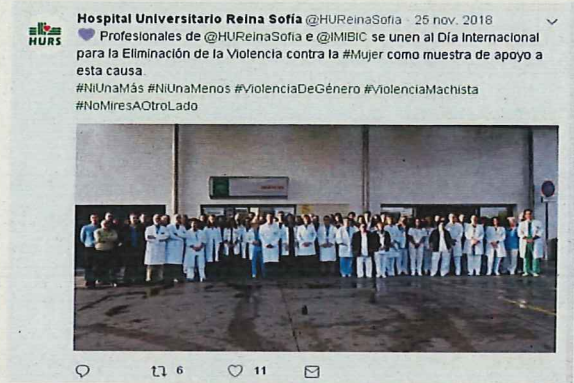 Hospital Universitario Reina Sofía @HUReinaSofia · 25 nov. 2018
HURS
Profesionales de @HUReinaSofia e @IMIBIC se unen al Día Internacional
para la Eliminación de la Violencia contra la #Mujer como muestra de apoyo a
esta causa.
#NiUnaMás #NiUnaMenos #ViolenciaDeGénero #ViolenciaMachista
#NoMiresAOtroLado
6
11